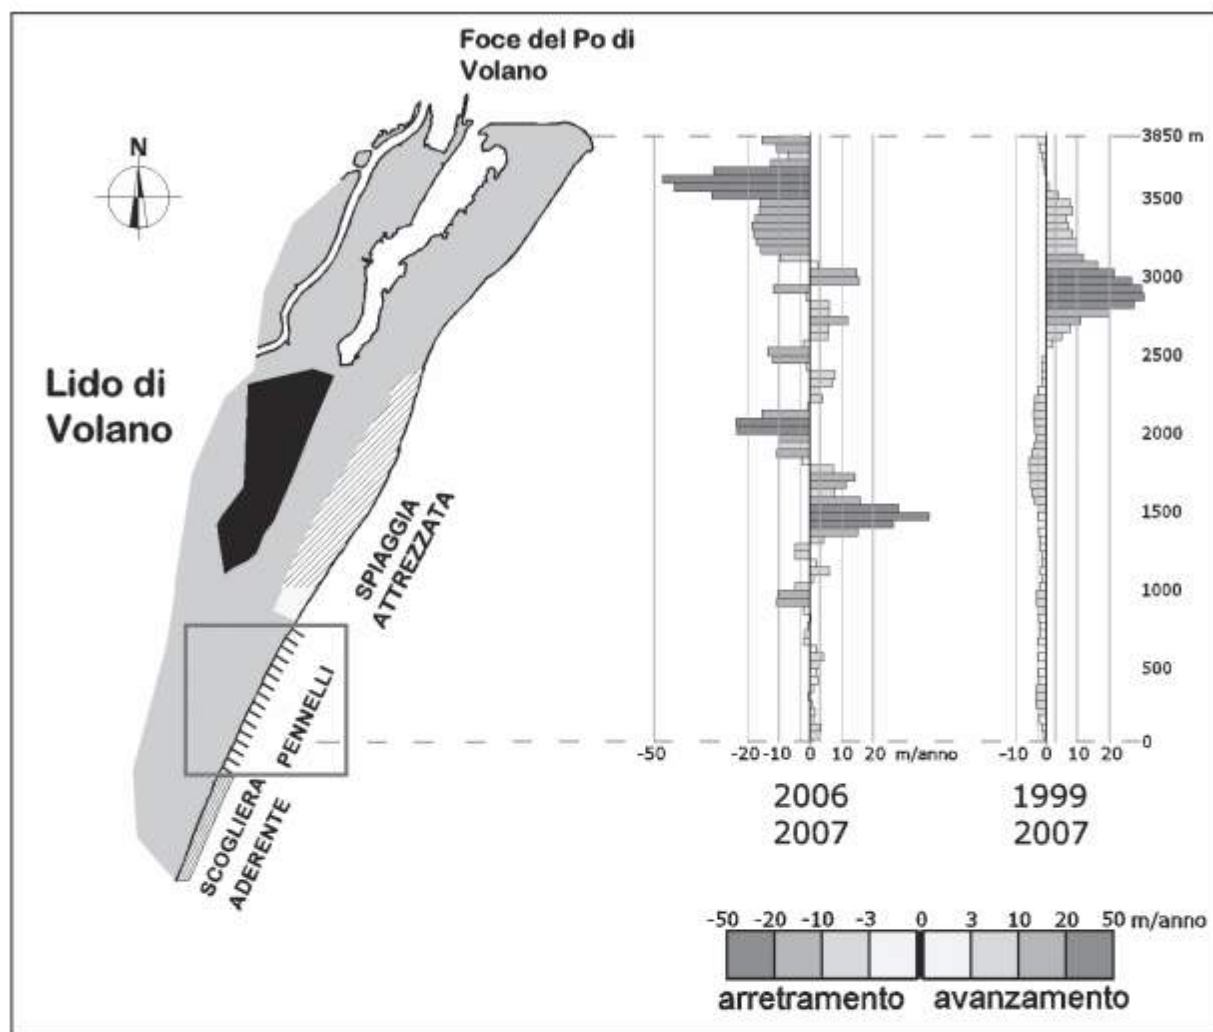 Foce del Po di
Volano
N
Lido di
Volano
SPIAGGIA
ATTREZZATA
PENNELLI
SCOGLIERA
ADERENTE
3850 m
3500
3000
2500
2000
1500
1000
500
0
-50 -20 -10 0 10 20 m/anno
-10 0 10 20
2006
2007
1999
2007
-50 -20 -10 -3 0 3 10 20 50 m/anno
arretramento avanzamento